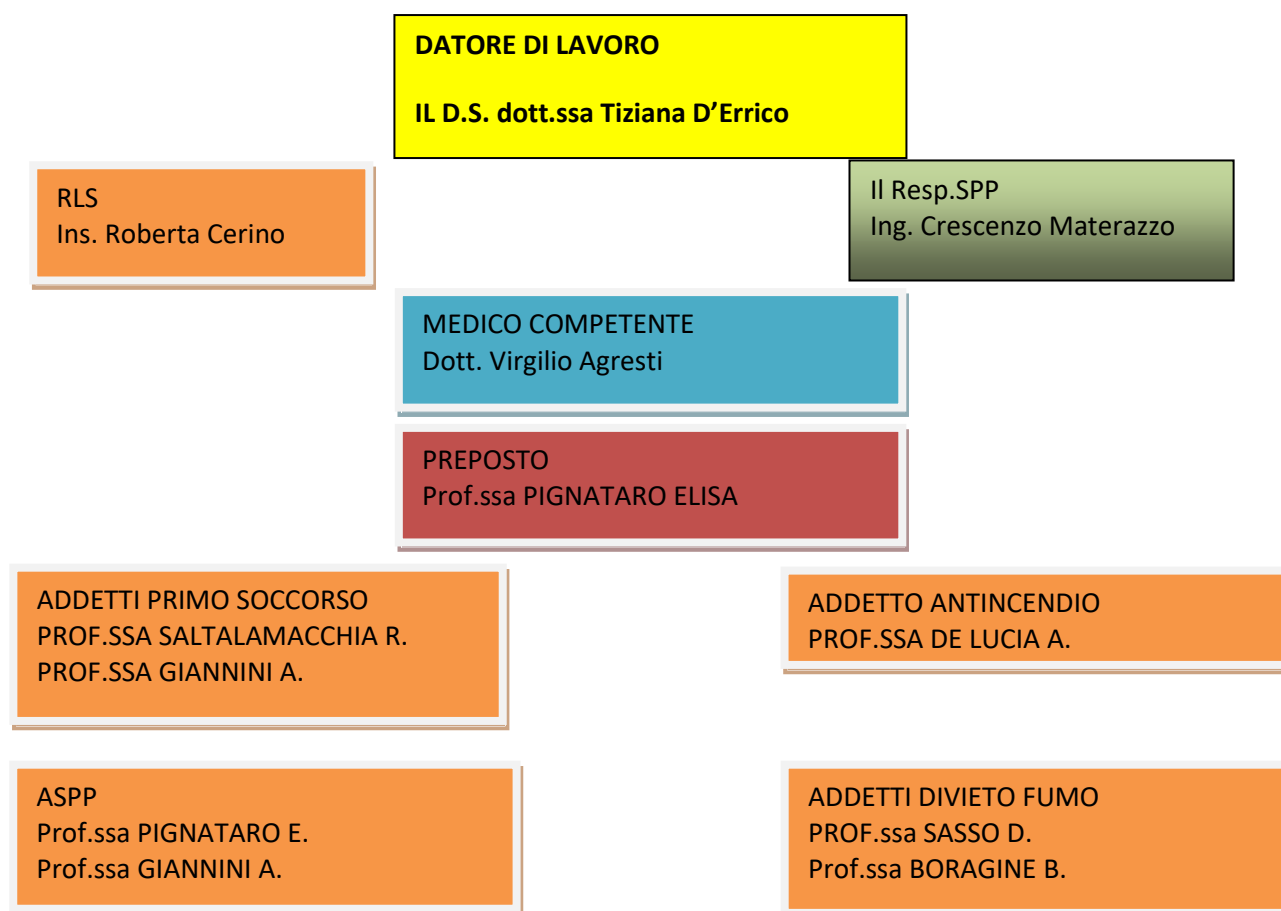 DATORE DI LAVORO
IL D.S. dott.ssa Tiziana D’Errico
RLS
Ins. Roberta Cerino
Il Resp.SPP
Ing. Crescenzo Materazzo
MEDICO COMPETENTE
Dott. Virgilio Agresti
PREPOSTO
Prof.ssa PIGNATARO ELISA
ADDETTI PRIMO SOCCORSO
PROF.SSA SALTALAMACCHIA R.
PROF.SSA GIANNINI A.
ADDETTO ANTINCENDIO
PROF.SSA DE LUCIA A.
ASPP
Prof.ssa PIGNATARO E.
Prof.ssa GIANNINI A.
ADDETTI DIVIETO FUMO
PROF.ssa SASSO D.
Prof.ssa BORAGINE B.